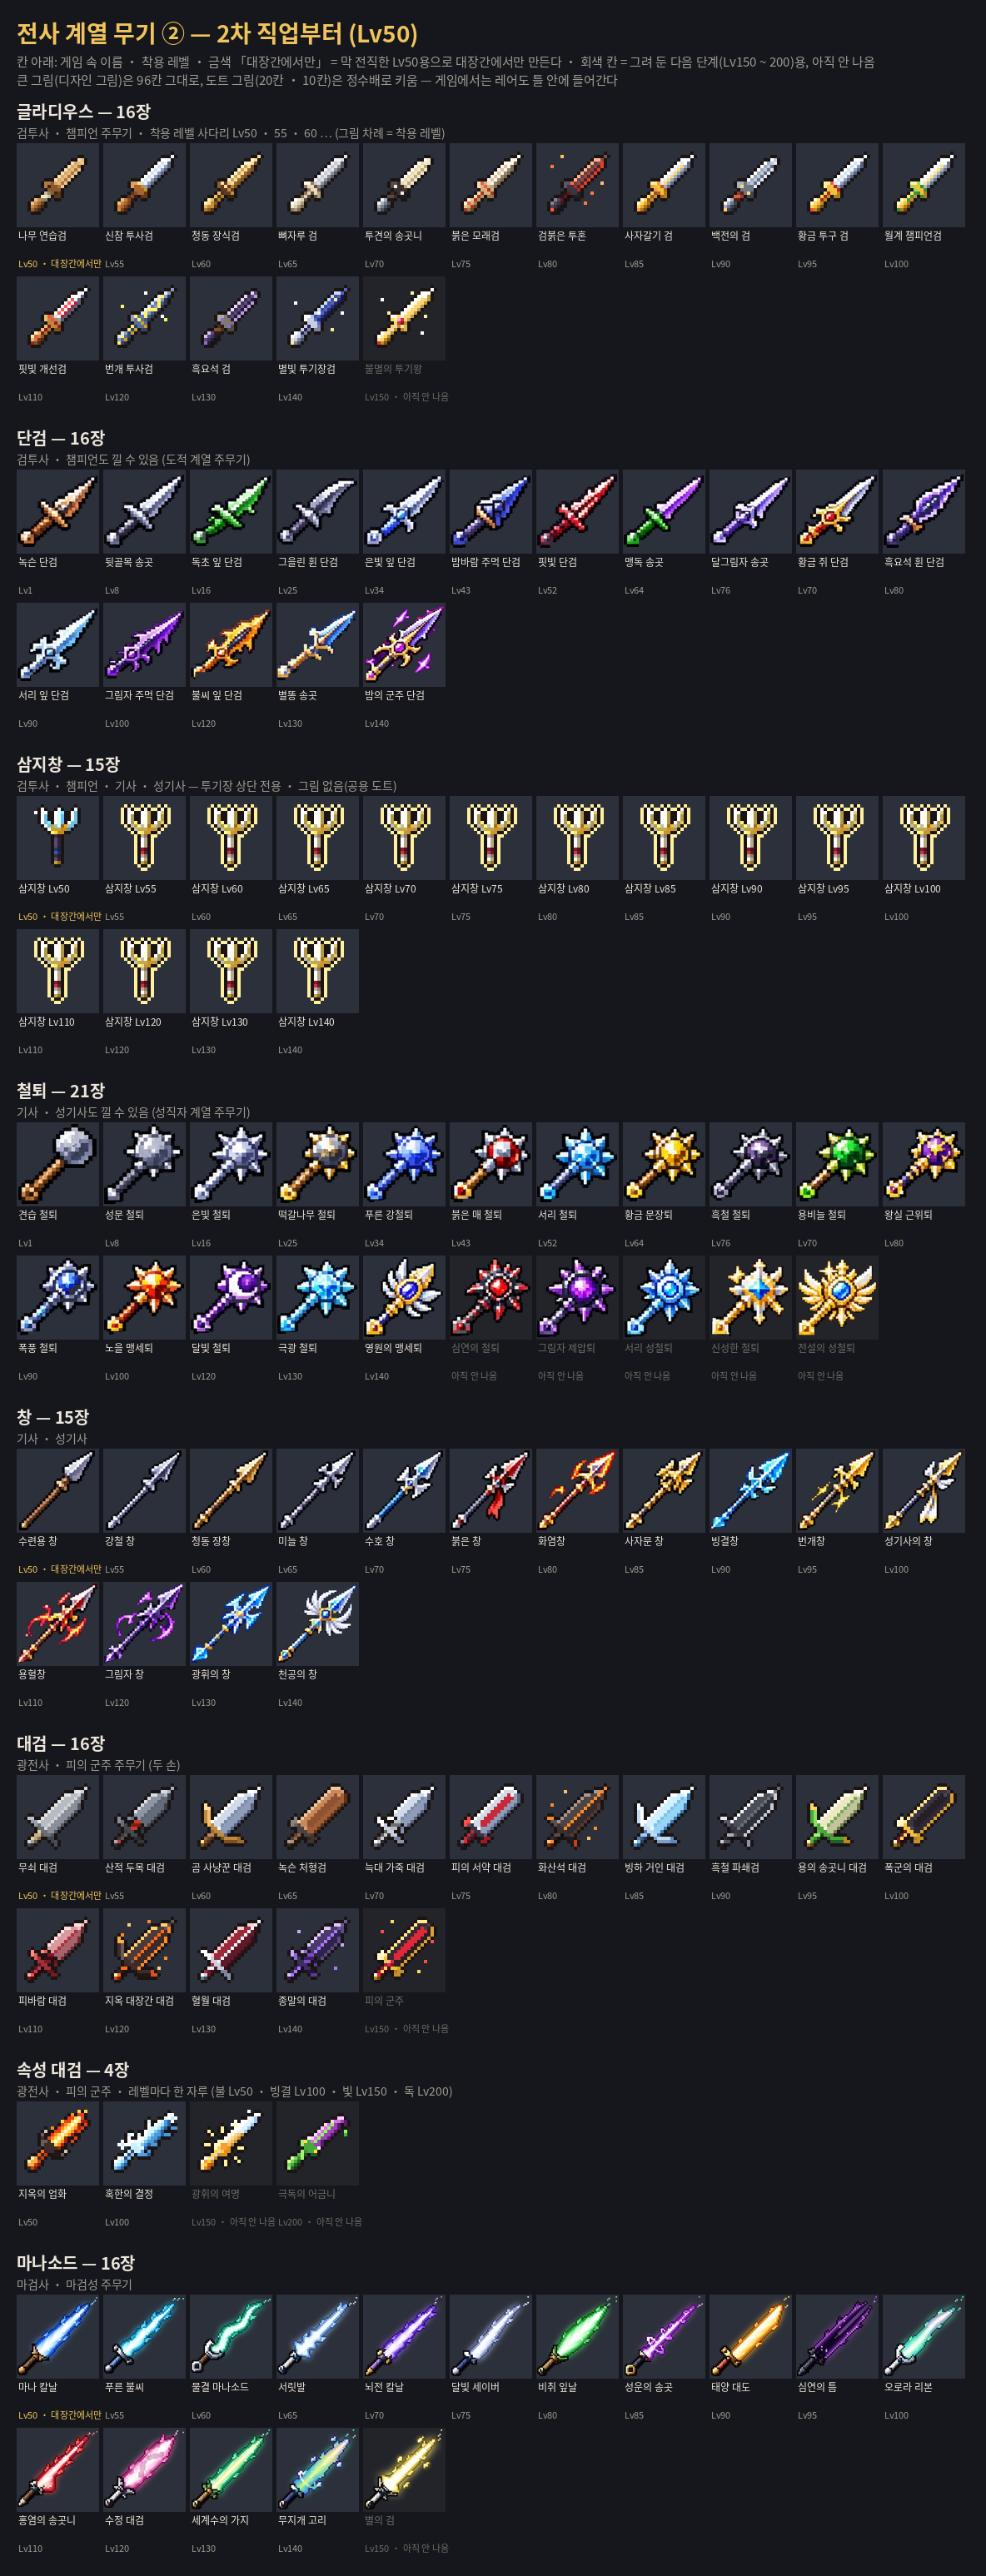 전사 계열 무기 ② — 2차 직업부터 (Lv50)
칸 아래: 게임 속 이름 · 착용 레벨 · 금색 「대장간에서만」 = 막 전직한 Lv50용으로 대장간에서만 만든다 · 회색 칸 = 그려 둔 다음 단계(Lv150 ~ 200)용, 아직 안 나옴
큰 그림(디자인 그림)은 96칸 그대로, 도트 그림(20칸 · 10칸)은 정수배로 키움 — 게임에서는 레어도 틀 안에 들어간다
글라디우스 — 16장
검투사 · 챔피언 주무기 · 착용 레벨 사다리 Lv50 · 55 · 60 … (그림 차례 = 착용 레벨)
나무 연습검 신참 투사검 청동 장식검 뼈자루 검 투견의 송곳니 붉은 모래검 검붉은 투혼 사자갈기 검 백전의 검 황금 투구 검 월계 챔피언검
Lv50 · 대장간에서만 Lv55 Lv60 Lv65 Lv70 Lv75 Lv80 Lv85 Lv90 Lv95 Lv100
핏빛 개선검 번개 투사검 흑요석 검 별빛 투기장검 불멸의 투기왕
Lv110 Lv120 Lv130 Lv140 Lv150 · 아직 안 나옴
단검 — 16장
검투사 · 챔피언도 낄 수 있음 (도적 계열 주무기)
녹슨 단검 뒷골목 송곳 독초 잎 단검 그을린 휜 단검 은빛 잎 단검 밤바람 주먹 단검 핏빛 단검 맹독 송곳 달그림자 송곳 황금 쥐 단검 흑요석 휜 단검
Lv1 Lv8 Lv16 Lv25 Lv34 Lv43 Lv52 Lv64 Lv76 Lv70 Lv80
서리 잎 단검 그림자 주먹 단검 불씨 잎 단검 별똥 송곳 밤의 군주 단검
Lv90 Lv100 Lv120 Lv130 Lv140
삼지창 — 15장
검투사 · 챔피언 · 기사 · 성기사 — 투기장 상단 전용 · 그림 없음(공용 도트)
삼지창 Lv50 삼지창 Lv55 삼지창 Lv60 삼지창 Lv65 삼지창 Lv70 삼지창 Lv75 삼지창 Lv80 삼지창 Lv85 삼지창 Lv90 삼지창 Lv95 삼지창 Lv100
Lv50 · 대장간에서만 Lv55 Lv60 Lv65 Lv70 Lv75 Lv80 Lv85 Lv90 Lv95 Lv100
삼지창 Lv110 삼지창 Lv120 삼지창 Lv130 삼지창 Lv140
Lv110 Lv120 Lv130 Lv140
철퇴 — 21장
기사 · 성기사도 낄 수 있음 (성직자 계열 주무기)
견습 철퇴 성문 철퇴 은빛 철퇴 떡갈나무 철퇴 푸른 강철퇴 붉은 매 철퇴 서리 철퇴 황금 문장퇴 흑철 철퇴 용비늘 철퇴 왕실 근위퇴
Lv1 Lv8 Lv16 Lv25 Lv34 Lv43 Lv52 Lv64 Lv76 Lv70 Lv80
폭풍 철퇴 노을 맹세퇴 달빛 철퇴 극광 철퇴 영원의 맹세퇴 심연의 철퇴 그림자 제압퇴 서리 성철퇴 신성한 철퇴 전설의 성철퇴
Lv90 Lv100 Lv120 Lv130 Lv140 아직 안 나옴 아직 안 나옴 아직 안 나옴 아직 안 나옴 아직 안 나옴
창 — 15장
기사 · 성기사
수련용 창 강철 창 청동 장창 미늘 창 수호 창 붉은 창 화염창 사자문 창 빙결창 번개창 성기사의 창
Lv50 · 대장간에서만 Lv55 Lv60 Lv65 Lv70 Lv75 Lv80 Lv85 Lv90 Lv95 Lv100
용혈창 그림자 창 광휘의 창 천공의 창
Lv110 Lv120 Lv130 Lv140
대검 — 16장
광전사 · 피의 군주 주무기 (두 손)
무쇠 대검 산적 두목 대검 곰 사냥꾼 대검 녹슨 처형검 늑대 가죽 대검 피의 서약 대검 화산석 대검 빙하 거인 대검 흑철 파쇄검 용의 송곳니 대검 폭군의 대검
Lv50 · 대장간에서만 Lv55 Lv60 Lv65 Lv70 Lv75 Lv80 Lv85 Lv90 Lv95 Lv100
피바람 대검 지옥 대장간 대검 혈월 대검 종말의 대검 피의 군주
Lv110 Lv120 Lv130 Lv140 Lv150 · 아직 안 나옴
속성 대검 — 4장
광전사 · 피의 군주 · 레벨마다 한 자루 (불 Lv50 · 빙결 Lv100 · 빛 Lv150 · 독 Lv200)
지옥의 업화 혹한의 결정 광휘의 여명 극독의 어금니
Lv50 Lv100 Lv150 · 아직 안 나옴 Lv200 · 아직 안 나옴
마나소드 — 16장
마검사 · 마검성 주무기
마나 칼날 푸른 불씨 물결 마나소드 서릿발 뇌전 칼날 달빛 세이버 비취 잎날 성운의 송곳 태양 대도 심연의 틈 오로라 리본
Lv50 · 대장간에서만 Lv55 Lv60 Lv65 Lv70 Lv75 Lv80 Lv85 Lv90 Lv95 Lv100
홍염의 송곳니 수정 대검 세계수의 가지 무지개 고리 별의 검
Lv110 Lv120 Lv130 Lv140 Lv150 · 아직 안 나옴